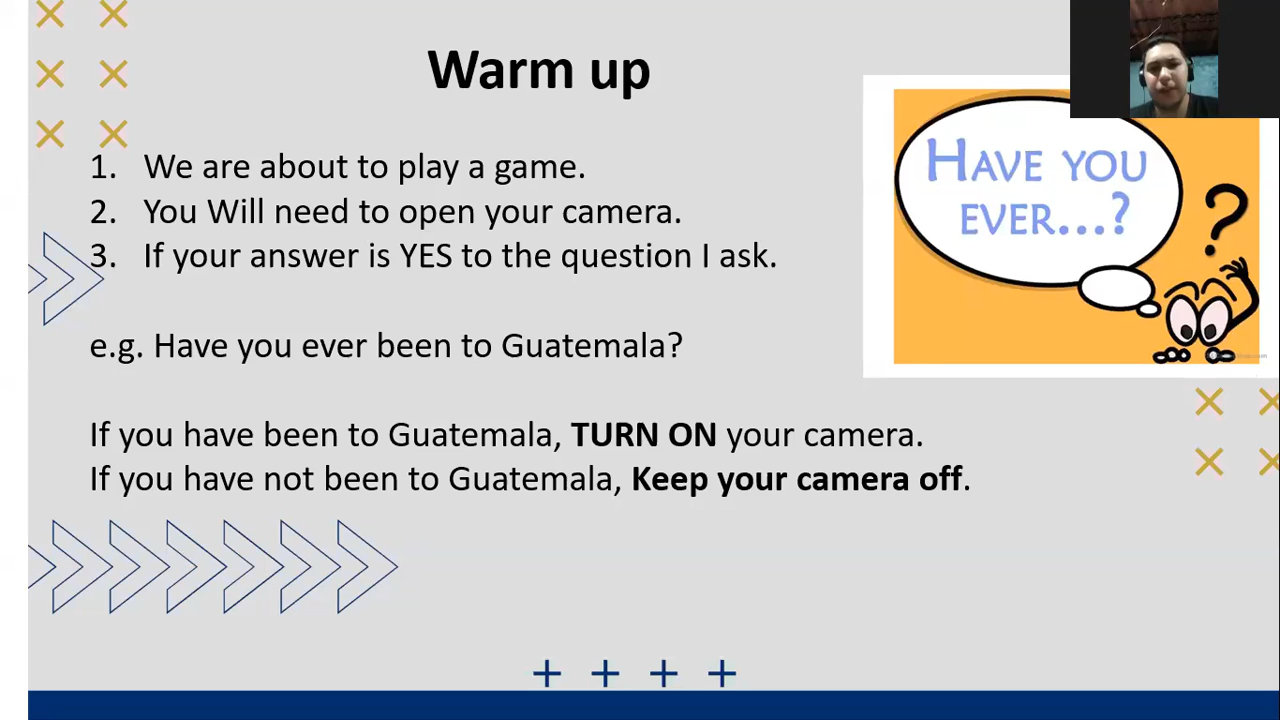 Warm up
1. We are about to play a game.
2. You Will need to open your camera.
3. If your answer is YES to the question I ask.
e.g. Have you ever been to Guatemala?
If you have been to Guatemala, TURN ON your camera.
If you have not been to Guatemala, Keep your camera off.
HAVE YOU
EVER...?
?